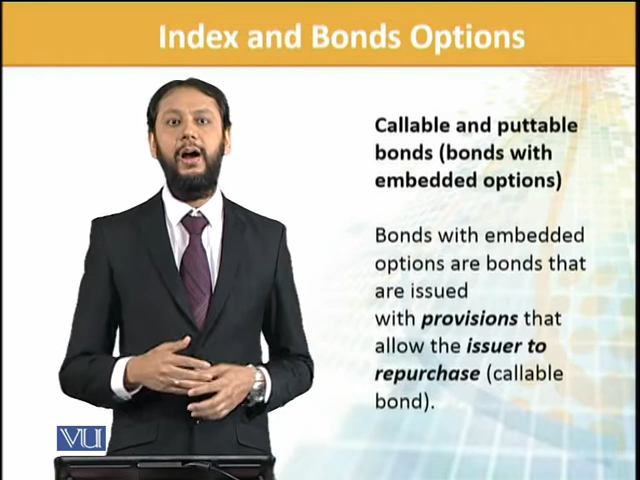 Index and Bonds Options
Callable and puttable
bonds (bonds with
embedded options)
Bonds with embedded
options are bonds that
are issued
with provisions that
allow the issuer to
repurchase (callable
bond).
VU